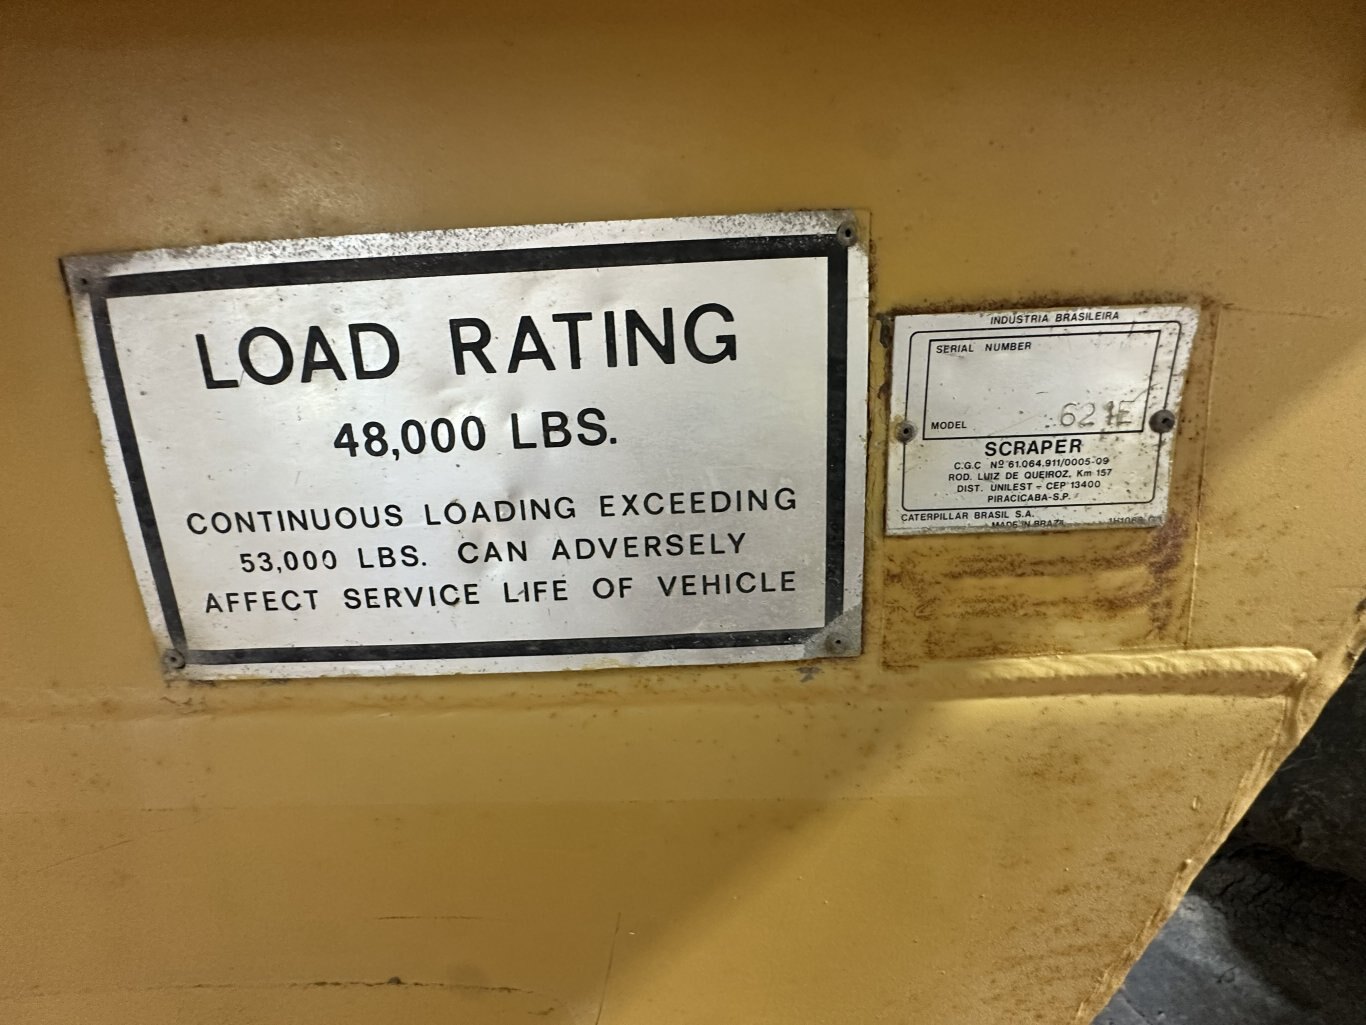 LOAD RATING
48,000 LBS.
CONTINUOUS LOADING EXCEEDING
53,000 LBS. CAN ADVERSELY
AFFECT SERVICE LIFE OF VEHICLE
INDÚSTRIA BRASILEIRA
SERIAL NUMBER
MODEL 621E
SCRAPER
C.G.C Nº 61.064.911/0005-09
ROD. LUIZ DE QUEIROZ, Km 157
DIST. UNILEST - CEP 13400
PIRACICABA-S.P.
CATERPILLAR BRASIL S.A.
MADE IN BRAZIL